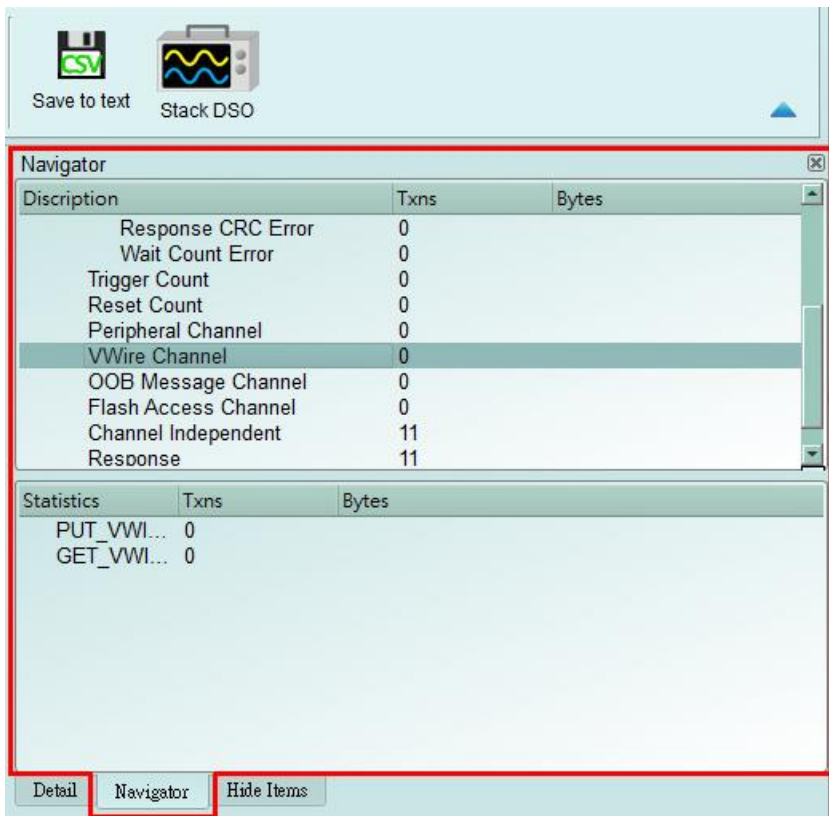 CSV
Save to text
Stack DSO
Navigator
Discription Txns Bytes
Response CRC Error 0
Wait Count Error 0
Trigger Count 0
Reset Count 0
Peripheral Channel 0
VWire Channel 0
OOB Message Channel 0
Flash Access Channel 0
Channel Independent 11
Response 11
Statistics Txns Bytes
PUT_VWI... 0
GET_VWI... 0
Detail Navigator Hide Items